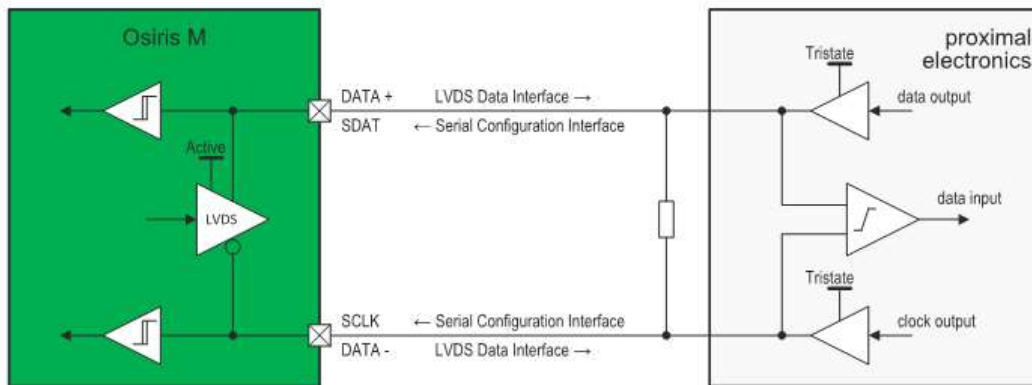 Osiris M
proximal
electronics
Tristate
DATA + LVDS Data Interface →
data output
SDAT ← Serial Configuration Interface
Active
LVDS
data input
Tristate
SCLK ← Serial Configuration Interface
clock output
DATA - LVDS Data Interface →